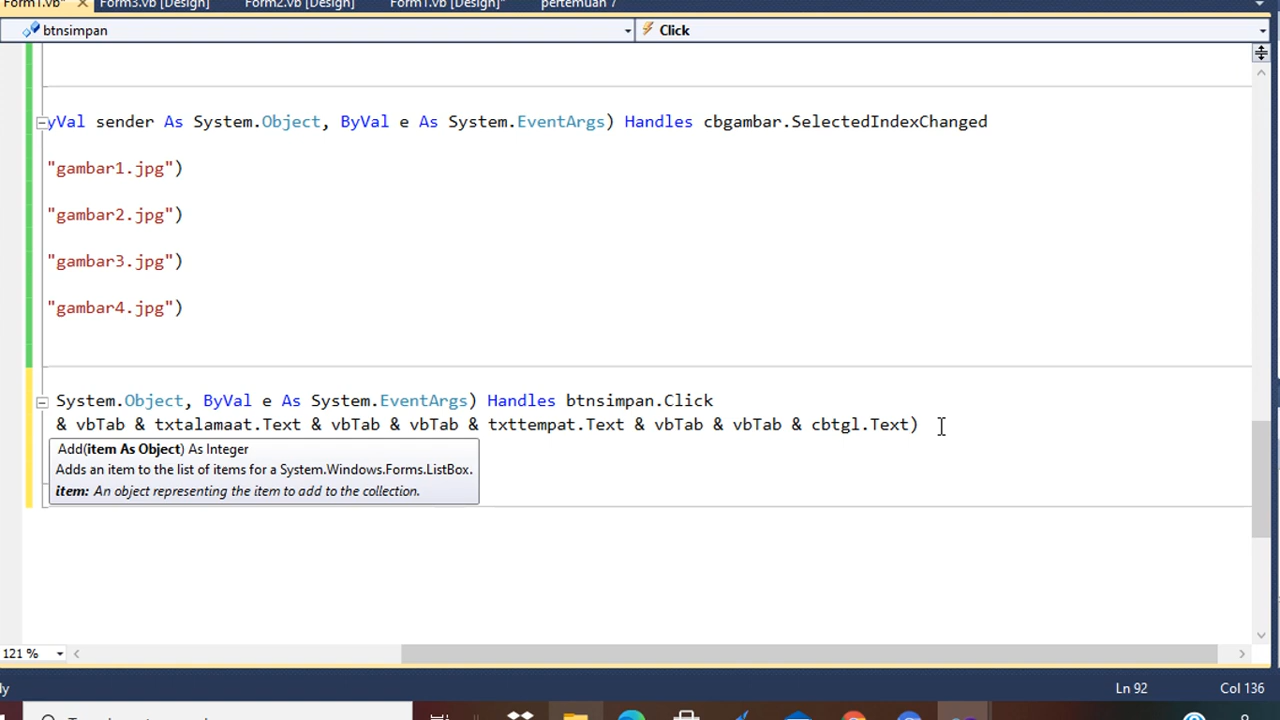 Form1.vb* Form3.vb [Design] Form2.vb [Design] Form1.vb [Design]* pertemuan 7
btnsimpan Click
yVal sender As System.Object, ByVal e As System.EventArgs) Handles cbgambar.SelectedIndexChanged
"gambar1.jpg")
"gambar2.jpg")
"gambar3.jpg")
"gambar4.jpg")
System.Object, ByVal e As System.EventArgs) Handles btnsimpan.Click
& vbTab & txtalamaat.Text & vbTab & vbTab & txttempat.Text & vbTab & vbTab & cbtgl.Text)
Add(item As Object) As Integer
Adds an item to the list of items for a System.Windows.Forms.ListBox.
item: An object representing the item to add to the collection.
121 %
dy Ln 92 Col 136